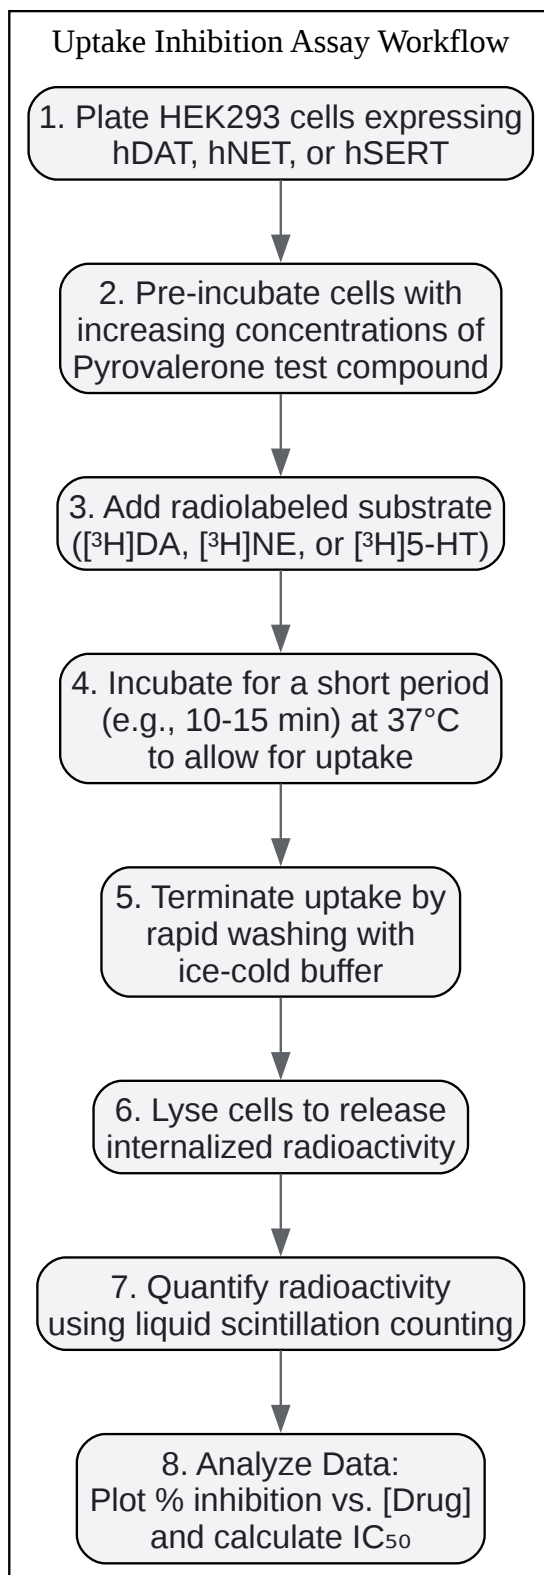 Uptake Inhibition Assay Workflow
1. Plate HEK293 cells expressing
hDAT, hNET, or hSERT
2. Pre-incubate cells with
increasing concentrations of
Pyrovalerone test compound
3. Add radiolabeled substrate
([³H]DA, [³H]NE, or [³H]5-HT)
4. Incubate for a short period
(e.g., 10-15 min) at 37°C
to allow for uptake
5. Terminate uptake by
rapid washing with
ice-cold buffer
6. Lyse cells to release
internalized radioactivity
7. Quantify radioactivity
using liquid scintillation counting
8. Analyze Data:
Plot % inhibition vs. [Drug]
and calculate IC₅₀